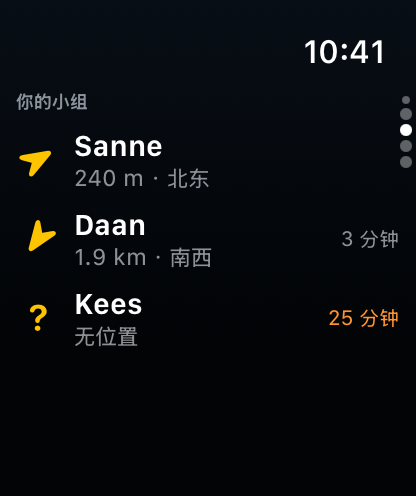 10:41
你的小组
Sanne
240 m · 北东
Daan
1.9 km · 南西
3 分钟
?
Kees
无位置
25 分钟